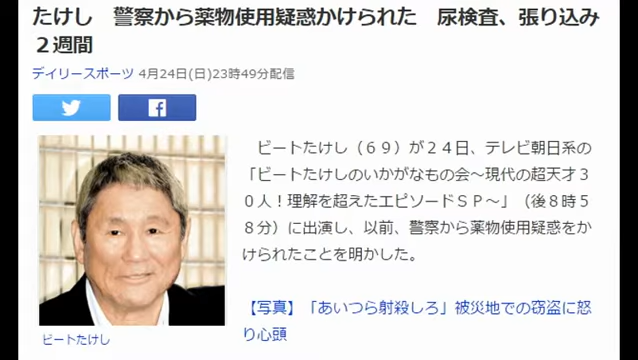 たけし　警察から薬物使用疑惑かけられた　尿検査、張り込み
２週間
デイリースポーツ 4月24日(日)23時49分配信
ビートたけし（６９）が２４日、テレビ朝日系の
「ビートたけしのいかがなもの会～現代の超天才３
０人！理解を超えたエピソードＳＰ～」（後８時５
８分）に出演し、以前、警察から薬物使用疑惑をか
けられたことを明かした。
【写真】「あいつら射殺しろ」被災地での窃盗に怒
り心頭
ビートたけし